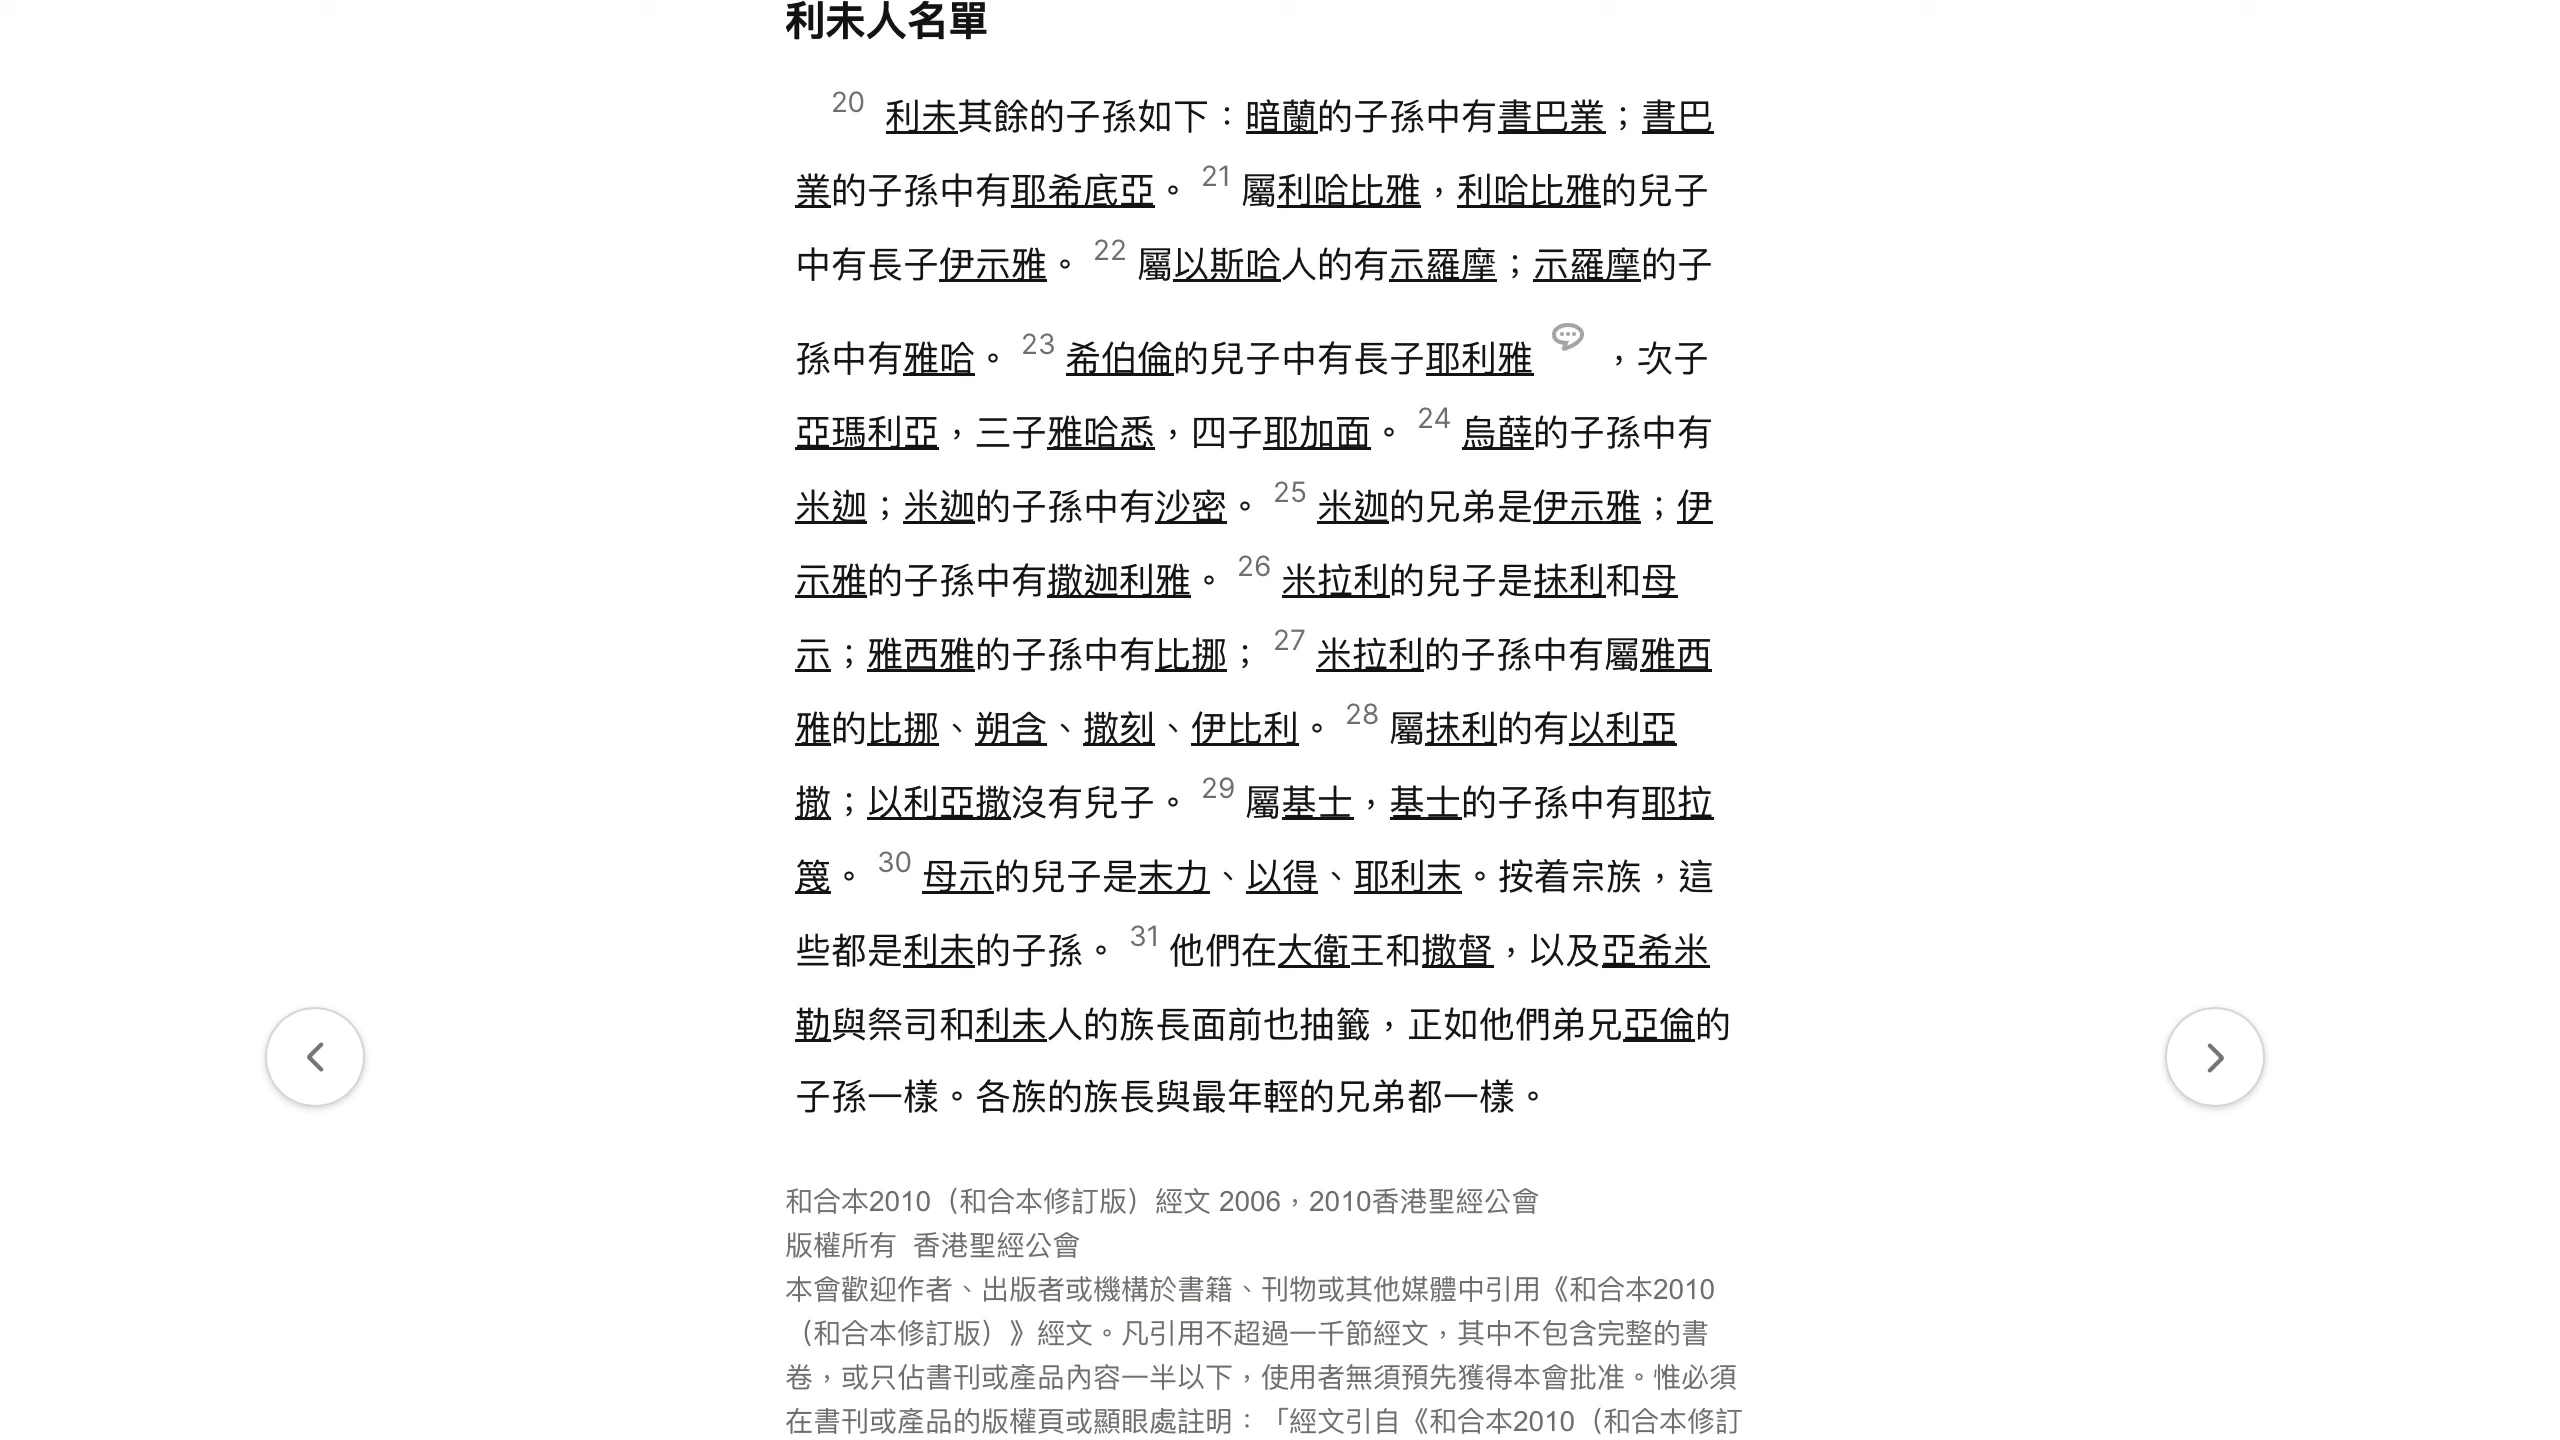 利未人名單
20 利未其餘的子孫如下：暗蘭的子孫中有書巴業；書巴
業的子孫中有耶希底亞。 21 屬利哈比雅，利哈比雅的兒子
中有長子伊示雅。 22 屬以斯哈人的有示羅摩；示羅摩的子
孫中有雅哈。 23 希伯倫的兒子中有長子耶利雅 ，次子
亞瑪利亞，三子雅哈悉，四子耶加面。 24 烏薛的子孫中有
米迦；米迦的子孫中有沙密。 25 米迦的兄弟是伊示雅；伊
示雅的子孫中有撒迦利雅。 26 米拉利的兒子是抹利和母
示；雅西雅的子孫中有比挪； 27 米拉利的子孫中有屬雅西
雅的比挪、朔含、撒刻、伊比利。 28 屬抹利的有以利亞
撒；以利亞撒沒有兒子。 29 屬基士，基士的子孫中有耶拉
篾。 30 母示的兒子是末力、以得、耶利末。按着宗族，這
些都是利未的子孫。 31 他們在大衛王和撒督，以及亞希米
勒與祭司和利未人的族長面前也抽籤，正如他們弟兄亞倫的
子孫一樣。各族的族長與最年輕的兄弟都一樣。
和合本2010（和合本修訂版）經文 2006，2010香港聖經公會
版權所有 香港聖經公會
本會歡迎作者、出版者或機構於書籍、刊物或其他媒體中引用《和合本2010
（和合本修訂版）》經文。凡引用不超過一千節經文，其中不包含完整的書
卷，或只佔書刊或產品內容一半以下，使用者無須預先獲得本會批准。惟必須
在書刊或產品的版權頁或顯眼處註明：「經文引自《和合本2010（和合本修訂